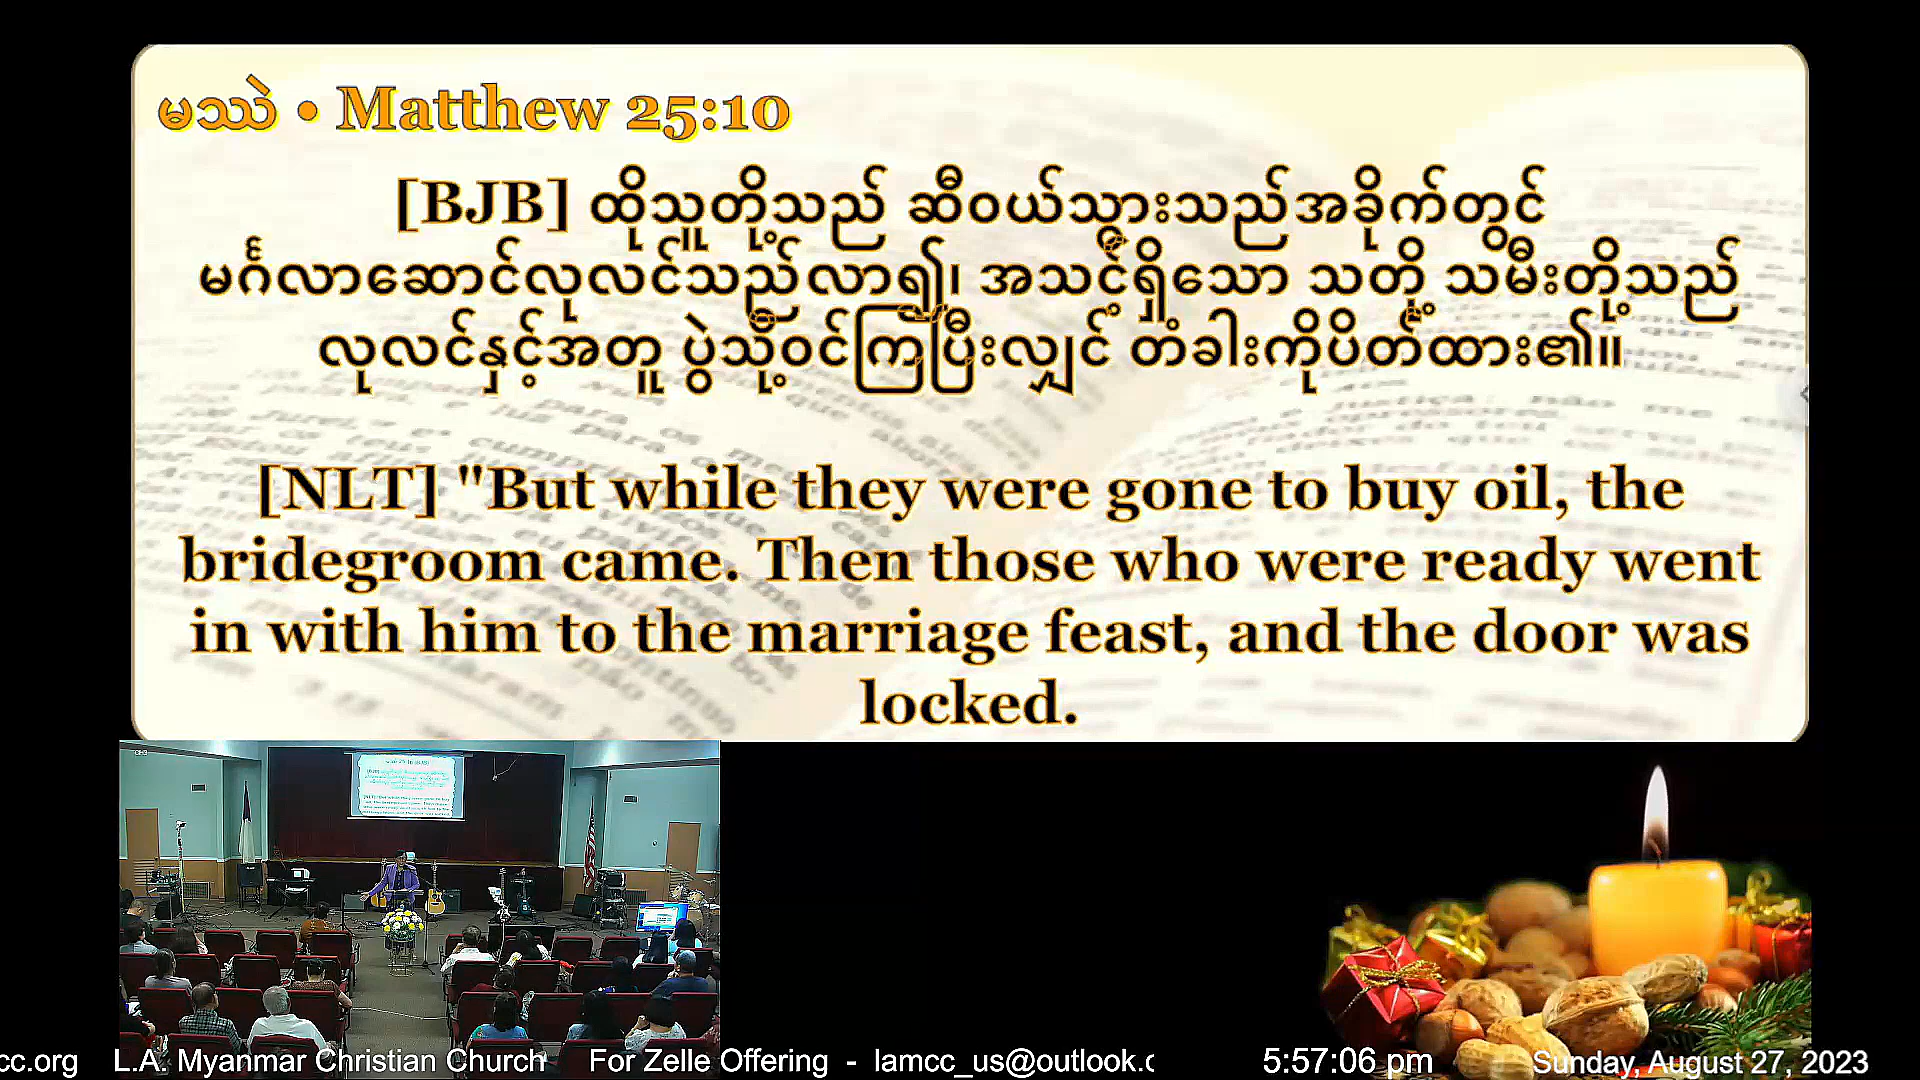 မဿဲ • Matthew 25:10
[BJB] ထိုသူတို့သည် ဆီဝယ်သွားသည်အခိုက်တွင်
မင်္ဂလာဆောင်လုလင်သည်လာ၍၊ အသင့်ရှိသော သတို့ သမီးတို့သည်
လုလင်နှင့်အတူ ပွဲသို့ဝင်ကြပြီးလျှင် တံခါးကိုပိတ်ထား၏။
[NLT] "But while they were gone to buy oil, the
bridegroom came. Then those who were ready went
in with him to the marriage feast, and the door was
locked.
cc.org L.A. Myanmar Christian Church For Zelle Offering - lamcc_us@outlook.c 5:57:06 pm Sunday, August 27, 2023